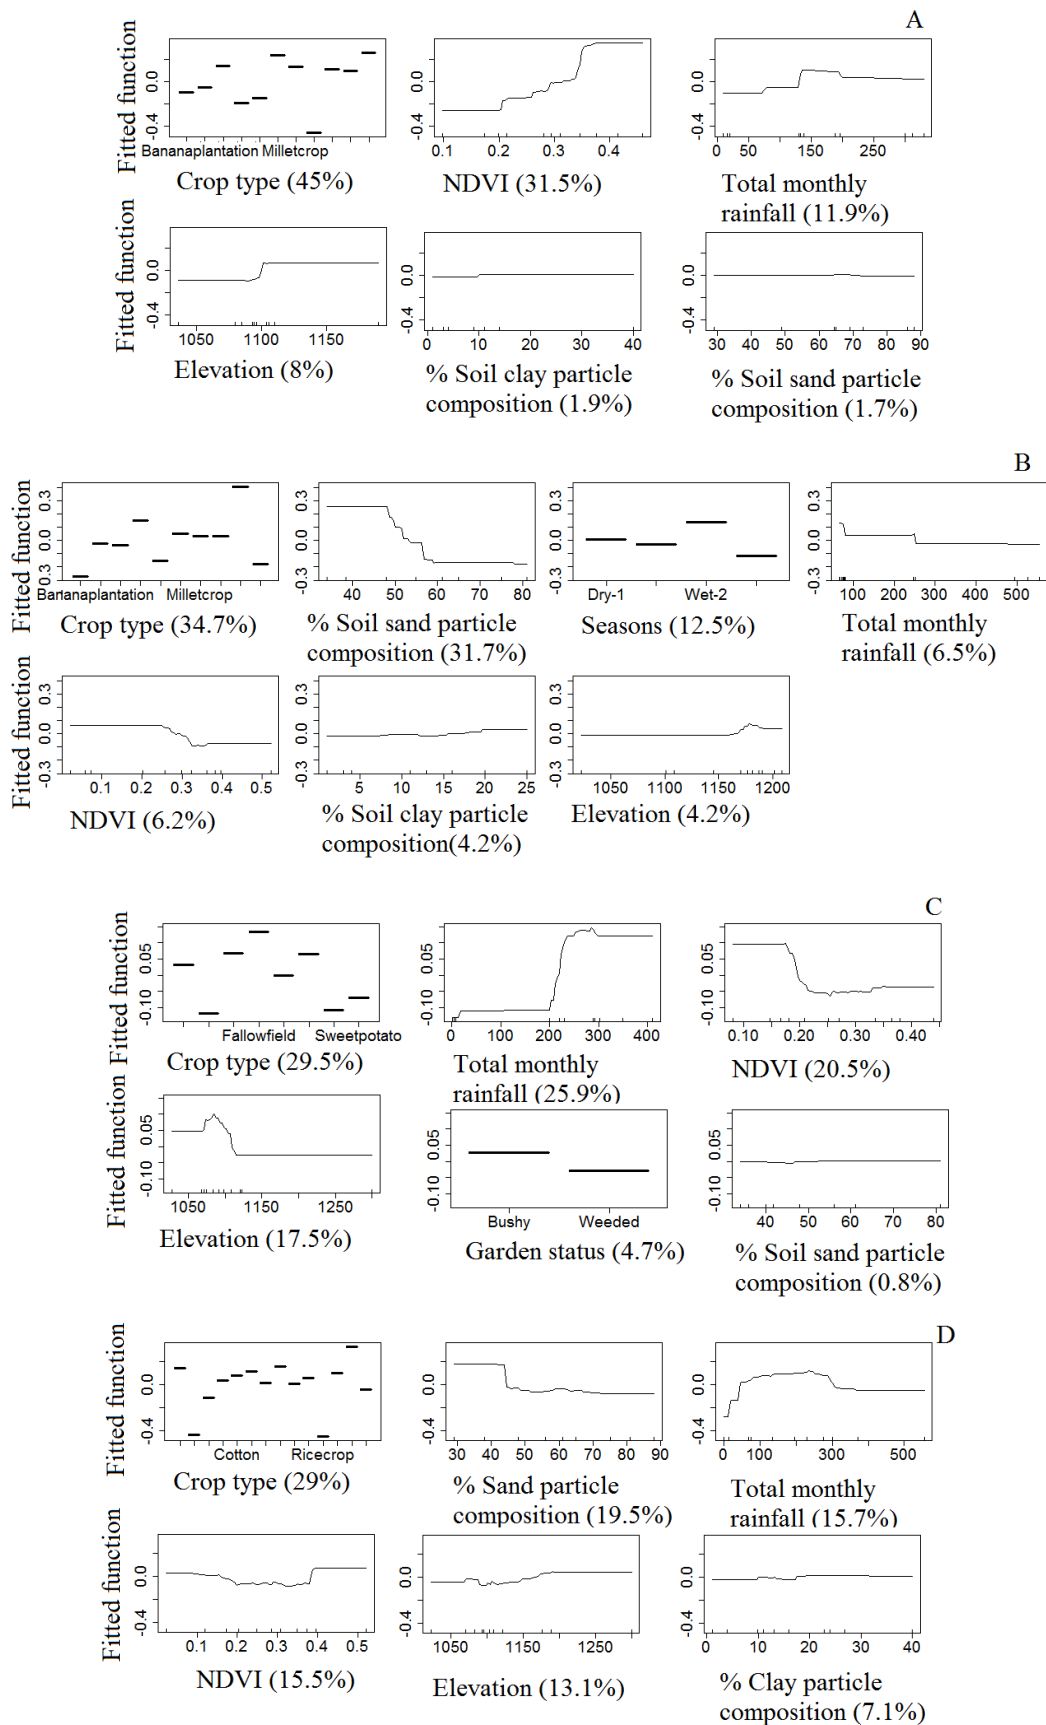 A
Fitted function
0.0
-0.4
Bananaplantation Milletcrop
Crop type (45%)
0.1 0.2 0.3 0.4
NDVI (31.5%)
0 50 150 250
Total monthly
rainfall (11.9%)
Fitted function
0.0
-0.4
1050 1100 1150
Elevation (8%)
0.0
-0.4
0 10 20 30 40
% Soil clay particle
composition (1.9%)
0.0
-0.4
30 40 50 60 70 80 90
% Soil sand particle
composition (1.7%)
B
Fitted function
0.3
0.0
-0.3
Bananaplantation Milletcrop
Crop type (34.7%)
0.3
0.0
-0.3
40 50 60 70 80
% Soil sand particle
composition (31.7%)
0.3
0.0
-0.3
Dry-1 Wet-2
Seasons (12.5%)
0.3
0.0
-0.3
100 200 300 400 500
Total monthly
rainfall (6.5%)
Fitted function
0.3
0.0
-0.3
0.0 0.1 0.2 0.3 0.4 0.5
NDVI (6.2%)
0.3
0.0
-0.3
5 10 15 20 25
% Soil clay particle
composition(4.2%)
0.3
0.0
-0.3
1050 1100 1150 1200
Elevation (4.2%)
C
Fitted function
0.05
-0.10
Fallowfield Sweetpotato
Crop type (29.5%)
0.05
-0.10
0 100 200 300 400
Total monthly
rainfall (25.9%)
0.05
-0.10
0.10 0.20 0.30 0.40
NDVI (20.5%)
Fitted function
0.05
-0.10
1050 1150 1250
Elevation (17.5%)
0.05
-0.10
Bushy Weeded
Garden status (4.7%)
0.05
-0.10
40 50 60 70 80
% Soil sand particle
composition (0.8%)
D
Fitted function
0.0
-0.4
Cotton Ricecrop
Crop type (29%)
0.0
-0.4
30 40 50 60 70 80 90
% Sand particle
composition (19.5%)
0.0
-0.4
0 100 300 500
Total monthly
rainfall (15.7%)
Fitted function
0.0
-0.4
0.1 0.2 0.3 0.4 0.5
NDVI (15.5%)
0.0
-0.4
1050 1150 1250
Elevation (13.1%)
0.0
-0.4
0 10 20 30 40
% Clay particle
composition (7.1%)